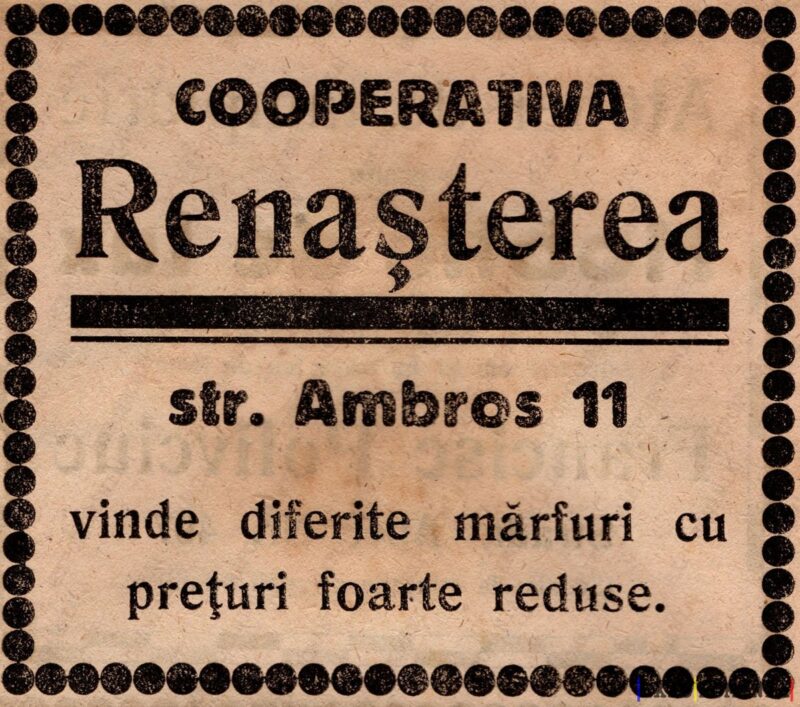 COOPERATIVA
Renaşterea
str. Ambros 11
vinde diferite mărfuri cu
preţuri foarte reduse.